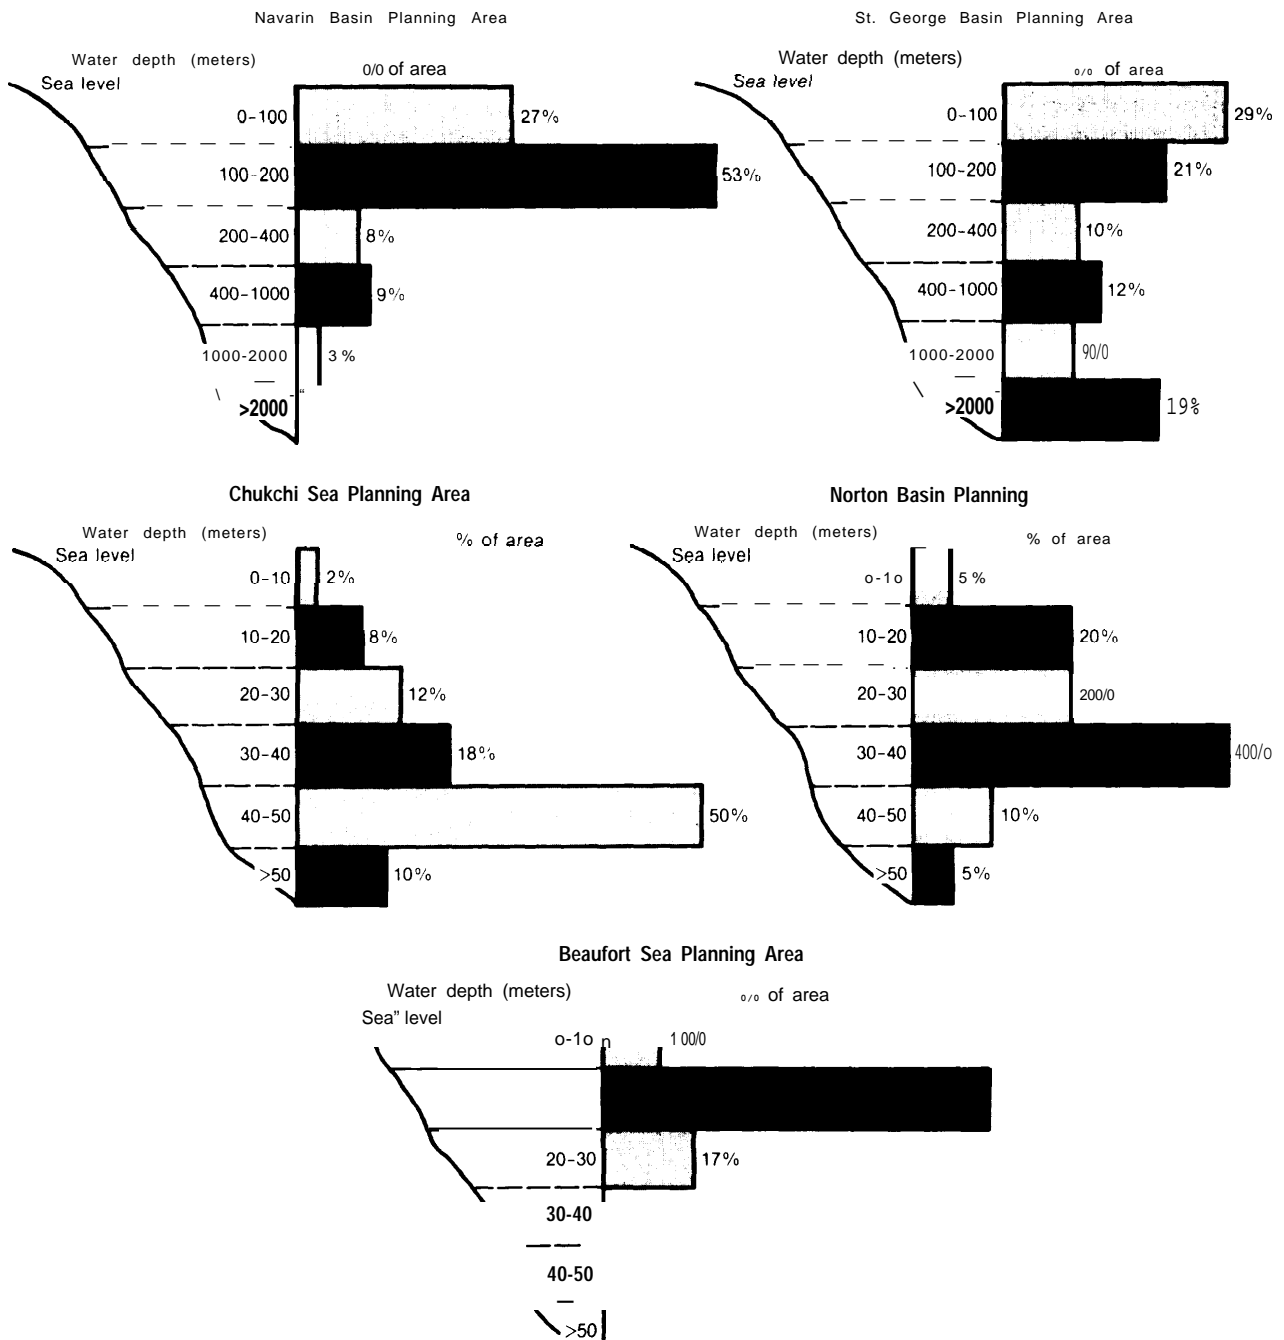 Navarin Basin Planning Area
Water depth (meters)
Sea level
0/0 of area
0-100
27%
100-200
53%
200-400
8%
400-1000
9%
1000-2000
3%
>2000
St. George Basin Planning Area
Water depth (meters)
Sea level
0/0 of area
0-100
29%
100-200
21%
200-400
10%
400-1000
12%
1000-2000
90/0
>2000
19%
Chukchi Sea Planning Area
Water depth (meters)
Sea level
% of area
0-10
2%
10-20
8%
20-30
12%
30-40
18%
40-50
50%
>50
10%
Norton Basin Planning
Water depth (meters)
Sea level
% of area
o-1o
5%
10-20
20%
20-30
200/0
30-40
400/o
40-50
10%
>50
5%
Beaufort Sea Planning Area
Water depth (meters)
Sea” level
0/0 of area
o-1o n
100/0
20-30
17%
30-40
40-50
>50